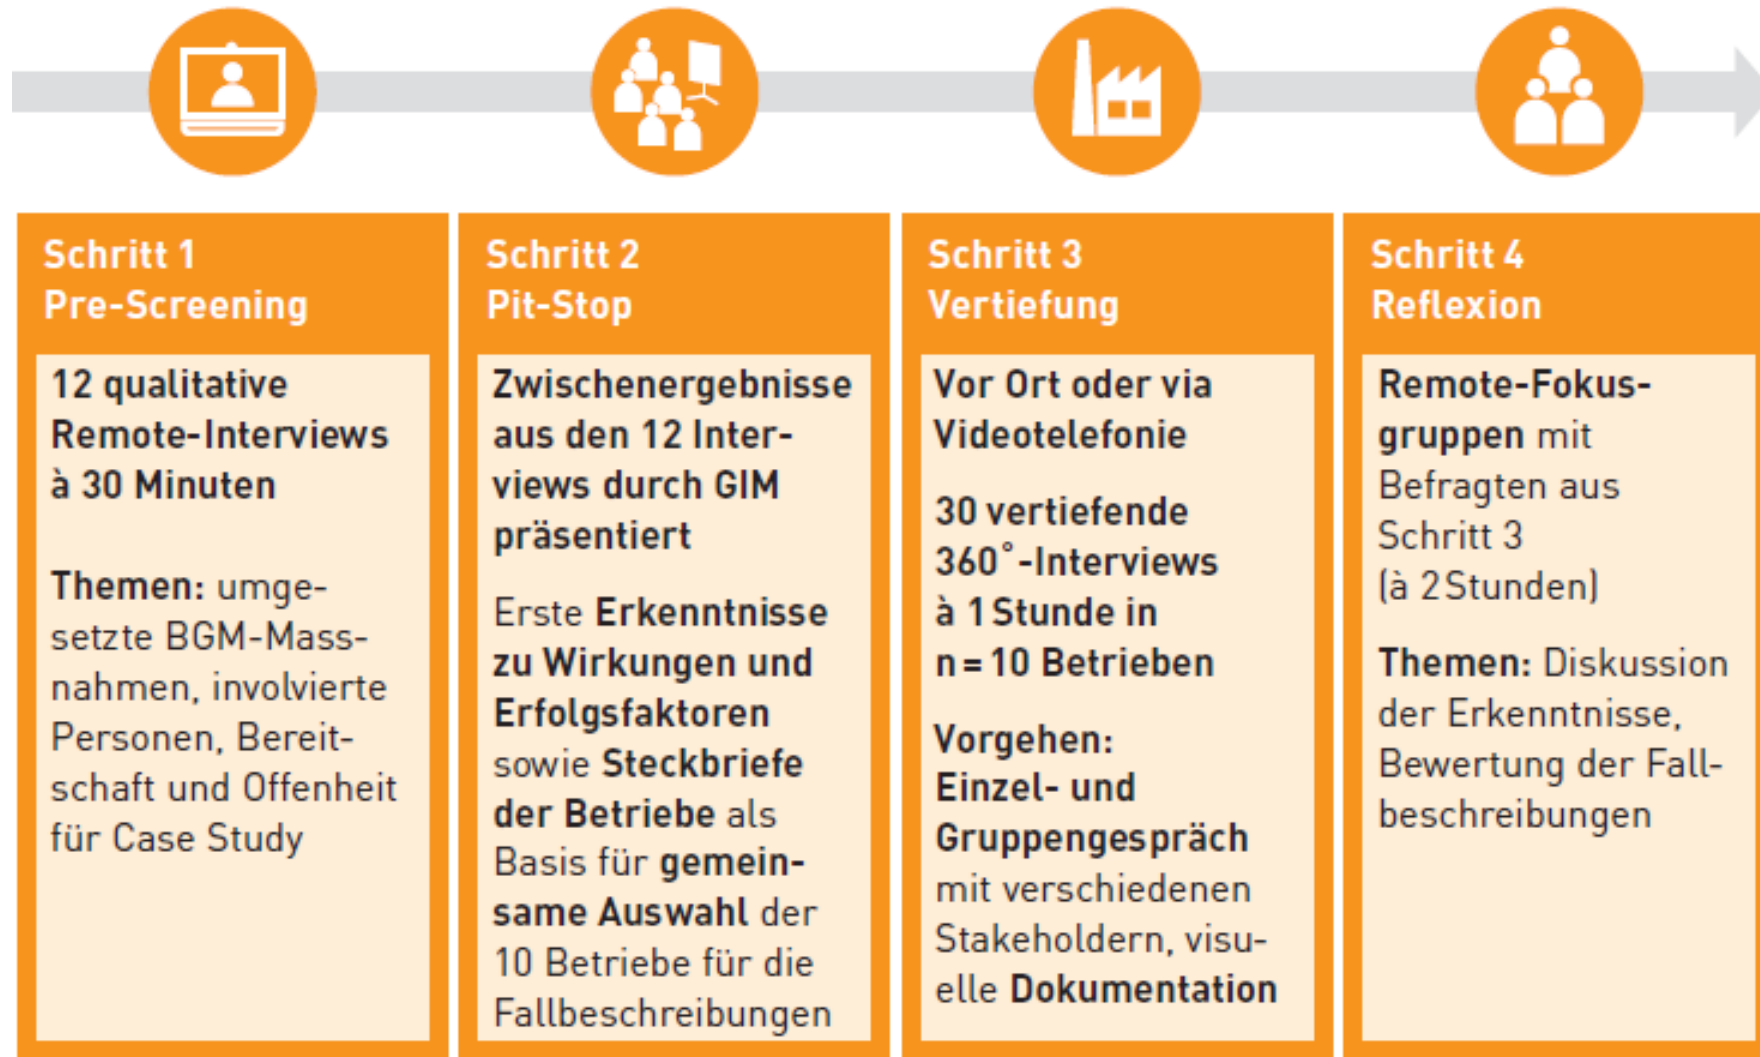 Schritt 1
Pre-Screening
12 qualitative
Remote-Interviews
à 30 Minuten
Themen: umge-
setzte BGM-Mass-
nahmen, involvierte
Personen, Bereit-
schaft und Offenheit
für Case Study
Schritt 2
Pit-Stop
Zwischenergebnisse
aus den 12 Inter-
views durch GIM
präsentiert
Erste Erkenntnisse
zu Wirkungen und
Erfolgsfaktoren
sowie Steckbriefe
der Betriebe als
Basis für gemein-
same Auswahl der
10 Betriebe für die
Fallbeschreibungen
Schritt 3
Vertiefung
Vor Ort oder via
Videotelefonie
30 vertiefende
360°-Interviews
à 1 Stunde in
n = 10 Betrieben
Vorgehen:
Einzel- und
Gruppengespräch
mit verschiedenen
Stakeholdern, visu-
elle Dokumentation
Schritt 4
Reflexion
Remote-Fokus-
gruppen mit
Befragten aus
Schritt 3
(à 2 Stunden)
Themen: Diskussion
der Erkenntnisse,
Bewertung der Fall-
beschreibungen